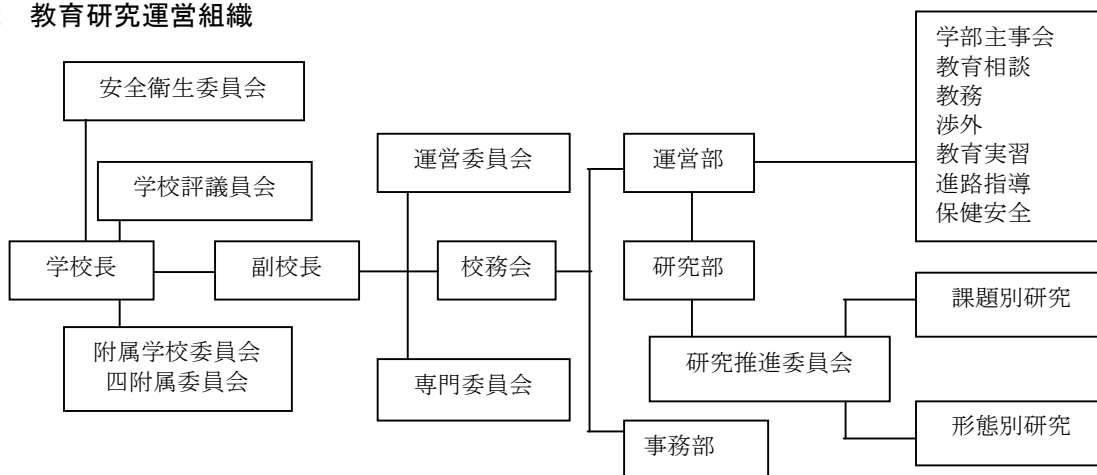 教育研究運営組織
学部主事会
教育相談
教務
渉外
教育実習
進路指導
保健安全
安全衛生委員会
運営委員会
運営部
学校評議員会
学校長
副校長
校務会
研究部
課題別研究
附属学校委員会
四附属委員会
専門委員会
研究推進委員会
形態別研究
事務部